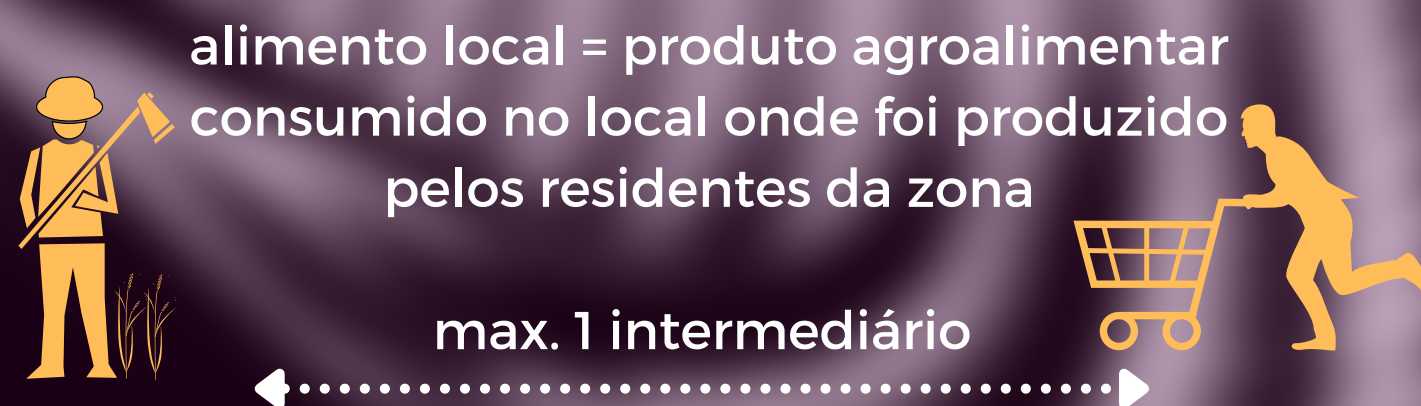 alimento local = produto agroalimentar
consumido no local onde foi produzido
pelos residentes da zona
max. 1 intermediário